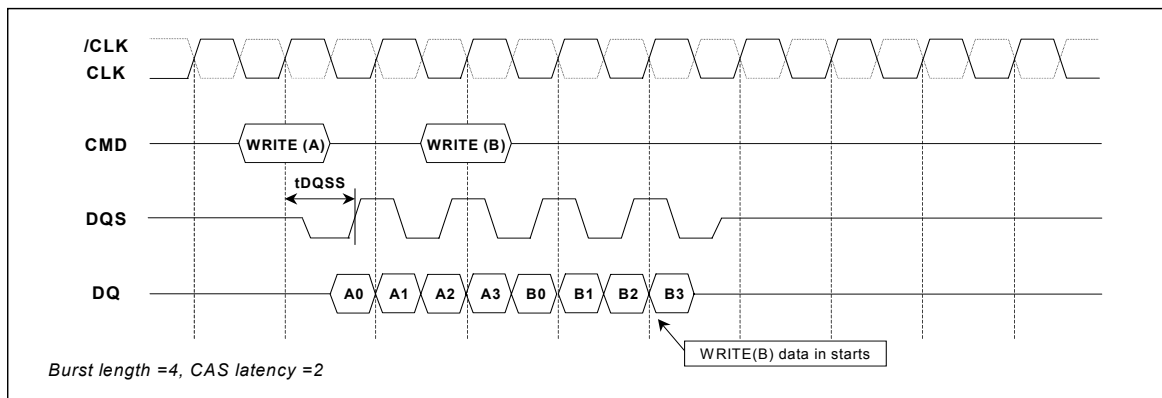 /CLK
CLK
CMD WRITE (A) WRITE (B)
tDQSS
DQS
DQ A0 A1 A2 A3 B0 B1 B2 B3
WRITE(B) data in starts
Burst length =4, CAS latency =2